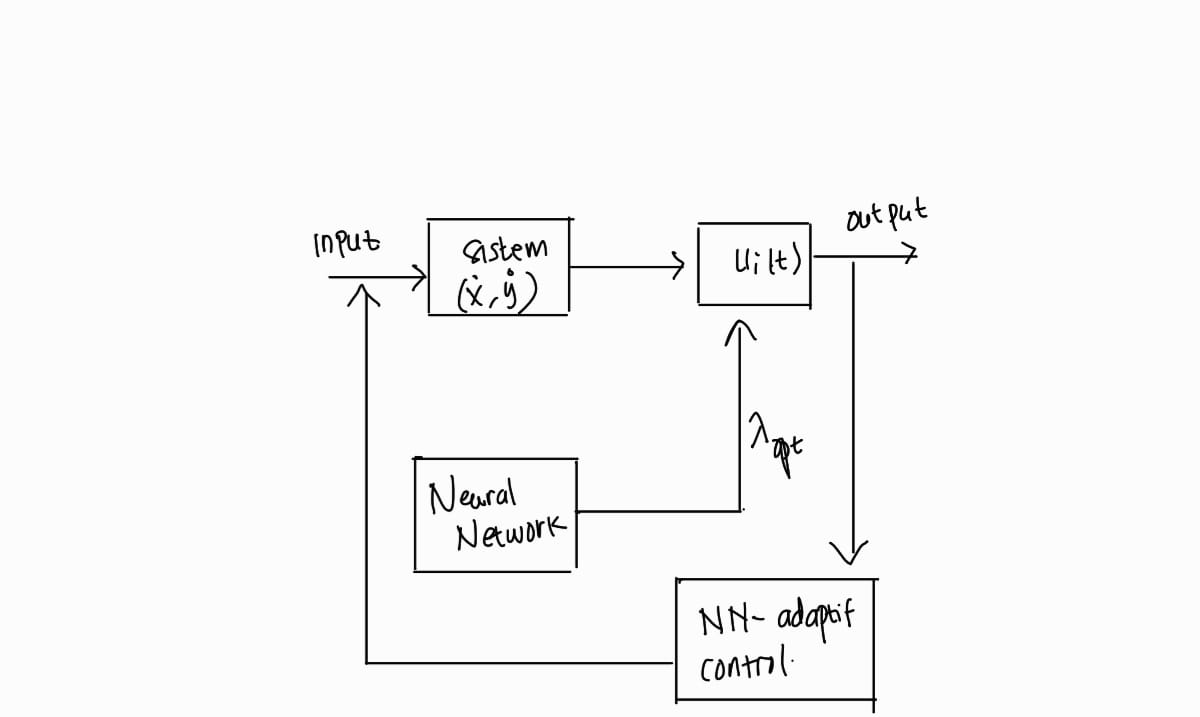 input
sistem
(ẋ, ẏ)
Ui(t)
output
λopt
Neural
Network
NN- adaptif
control.